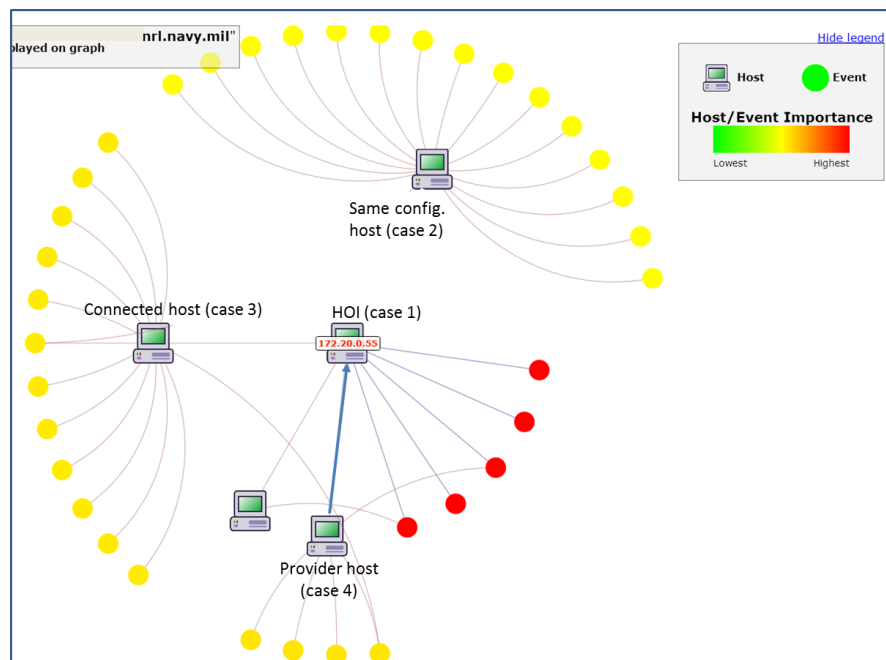 nrl.navy.mil"
played on graph
Hide legend
Host
Event
Host/Event Importance
Lowest
Highest
Same config.
host (case 2)
Connected host (case 3)
HOI (case 1)
172.20.0.55
Provider host
(case 4)